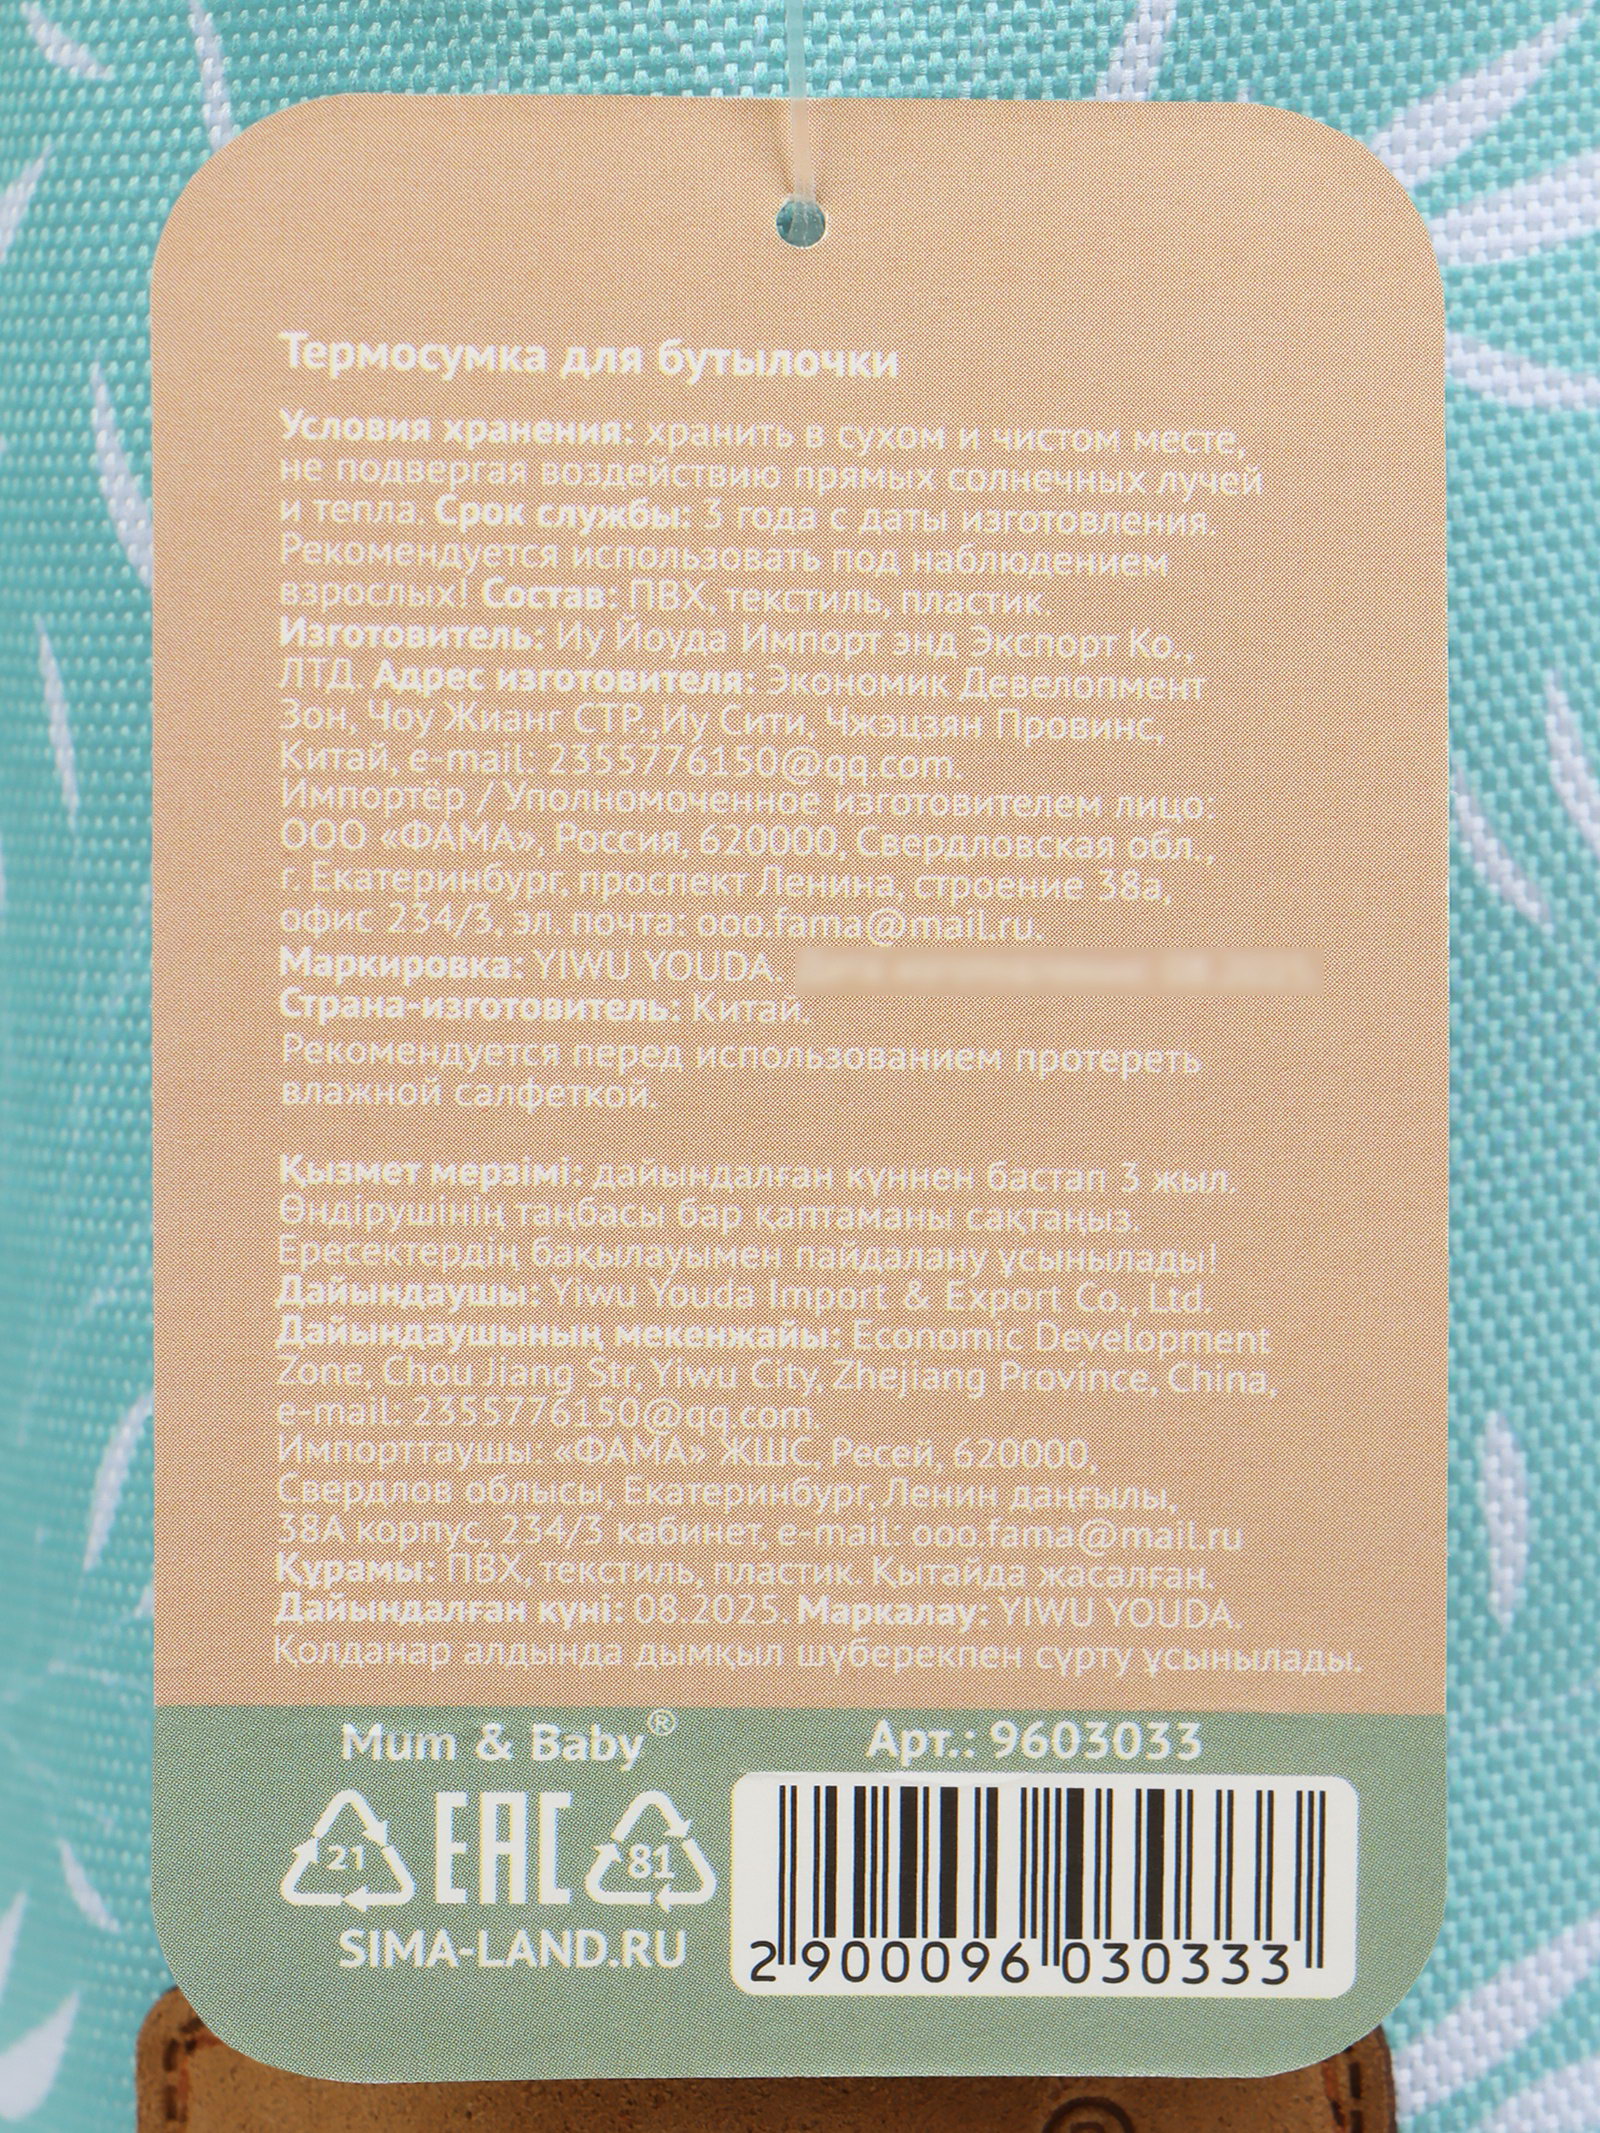 Термосумка для бутылочки
Условия хранения: хранить в сухом и чистом месте,
не подвергая воздействию прямых солнечных лучей
и тепла. Срок службы: 3 года с даты изготовления.
Рекомендуется использовать под наблюдением
взрослых! Состав: ПВХ, текстиль, пластик.
Изготовитель: Иу Йоуда Импорт энд Экспорт Ко.,
ЛТД. Адрес изготовителя: Экономик Девелопмент
Зон, Чоу Жианг СТР., Иу Сити, Чжэцзян Провинс,
Китай, e-mail: 2355776150@qq.com.
Импортёр / Уполномоченное изготовителем лицо:
ООО «ФАМА», Россия, 620000, Свердловская обл.,
г. Екатеринбург, проспект Ленина, строение 38а,
офис 234/3, эл. почта: ooo.fama@mail.ru.
Маркировка: YIWU YOUDA.
Страна-изготовитель: Китай.
Рекомендуется перед использованием протереть
влажной салфеткой.
Қызмет мерзімі: дайындалған күннен бастап 3 жыл.
Өндірушінің таңбасы бар қаптаманы сақтаңыз.
Ересектердің бақылауымен пайдалану ұсынылады!
Дайындаушы: Yiwu Youda Import & Export Co., Ltd.
Дайындаушының мекенжайы: Economic Development
Zone, Chou Jiang Str, Yiwu City, Zhejiang Province, China,
e-mail: 2355776150@qq.com.
Импорттаушы: «ФАМА» ЖШС, Ресей, 620000,
Свердлов облысы, Екатеринбург, Ленин даңғылы,
38А корпус, 234/3 кабинет, e-mail: ooo.fama@mail.ru
Құрамы: ПВХ, текстиль, пластик. Қытайда жасалған.
Дайындалған күні: 08.2025. Маркалау: YIWU YOUDA.
Қолданар алдында дымқыл шүберекпен сүрту ұсынылады.
Mum & Baby®
Арт.: 9603033
21 EAC 81
SIMA-LAND.RU
2 900096 030333